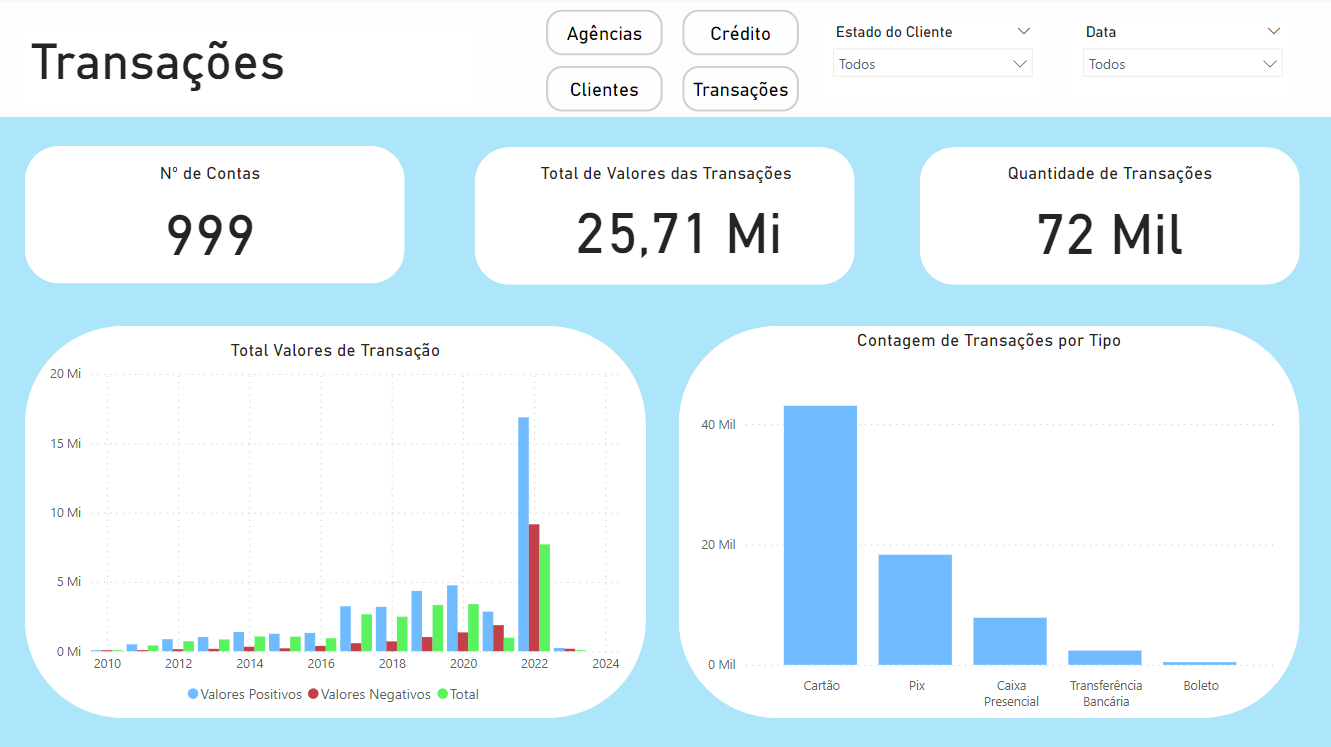 Transações
Agências
Crédito
Clientes
Transações
Estado do Cliente
Todos
Data
Todos
Nº de Contas
999
Total de Valores das Transações
25,71 Mi
Quantidade de Transações
72 Mil
Total Valores de Transação
20 Mi
15 Mi
10 Mi
5 Mi
0 Mi
2010 2012 2014 2016 2018 2020 2022 2024
Valores Positivos Valores Negativos Total
Contagem de Transações por Tipo
40 Mil
20 Mil
0 Mil
Cartão
Pix
Caixa
Presencial
Transferência
Bancária
Boleto